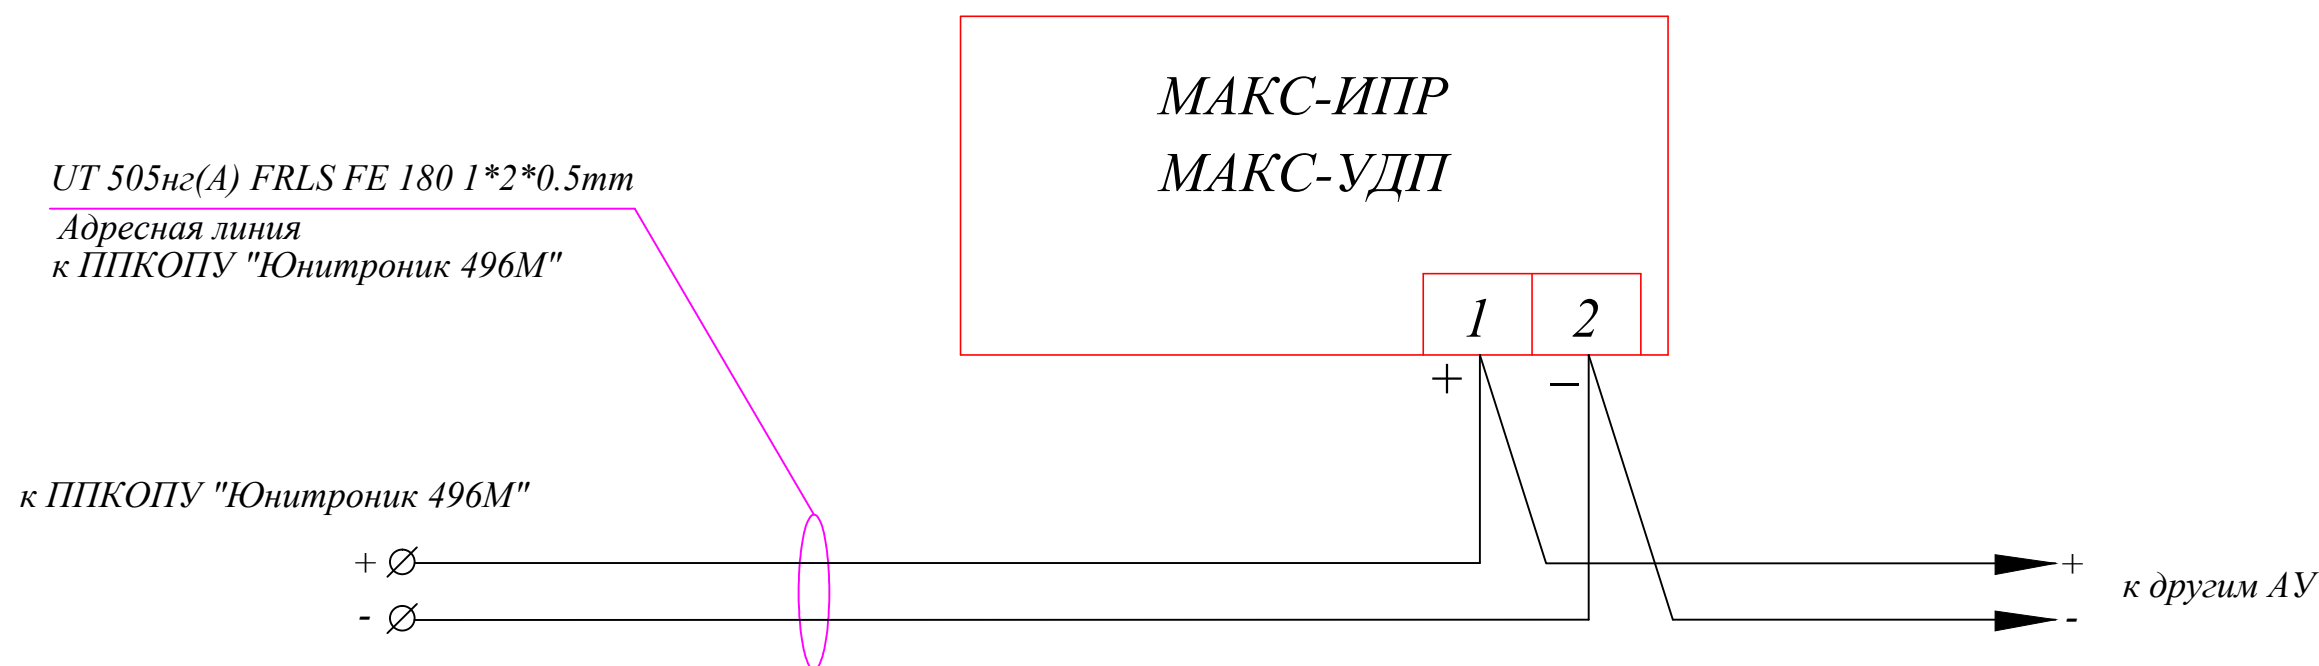 МАКС-ИПР
МАКС-УДП
UT 505нг(А) FRLS FE 180 1*2*0.5mm
Адресная линия
к ППКОПУ "Юнитроник 496М"
1 2
+ –
к ППКОПУ "Юнитроник 496М"
+ +
к другим АУ
- -